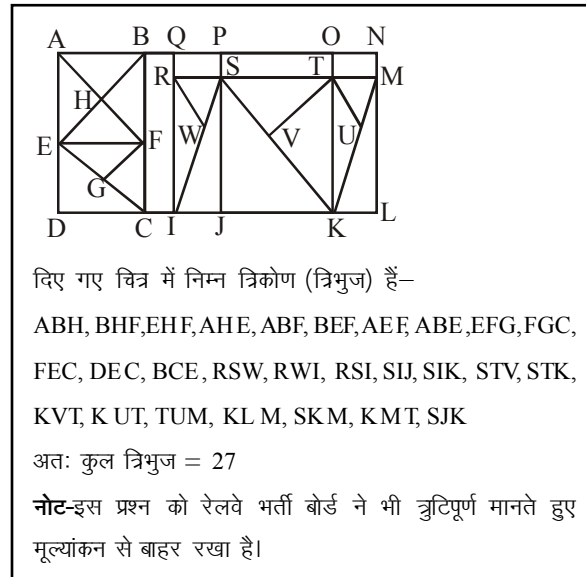 A B Q P O N
R S T M
H
W V U
E F
G
D C I J K L
दिए गए चित्र में निम्न त्रिकोण (त्रिभुज) हैं–
ABH, BHF, EHF, AHE, ABF, BEF, AEF, ABE, EFG, FGC,
FEC, DEC, BCE, RSW, RWI, RSI, SIJ, SIK, STV, STK,
KVT, KUT, TUM, KLM, SKM, KMT, SJK
अतः कुल त्रिभुज = 27
नोट-इस प्रश्न को रेलवे भर्ती बोर्ड ने भी त्रुटिपूर्ण मानते हुए
मूल्यांकन से बाहर रखा है।